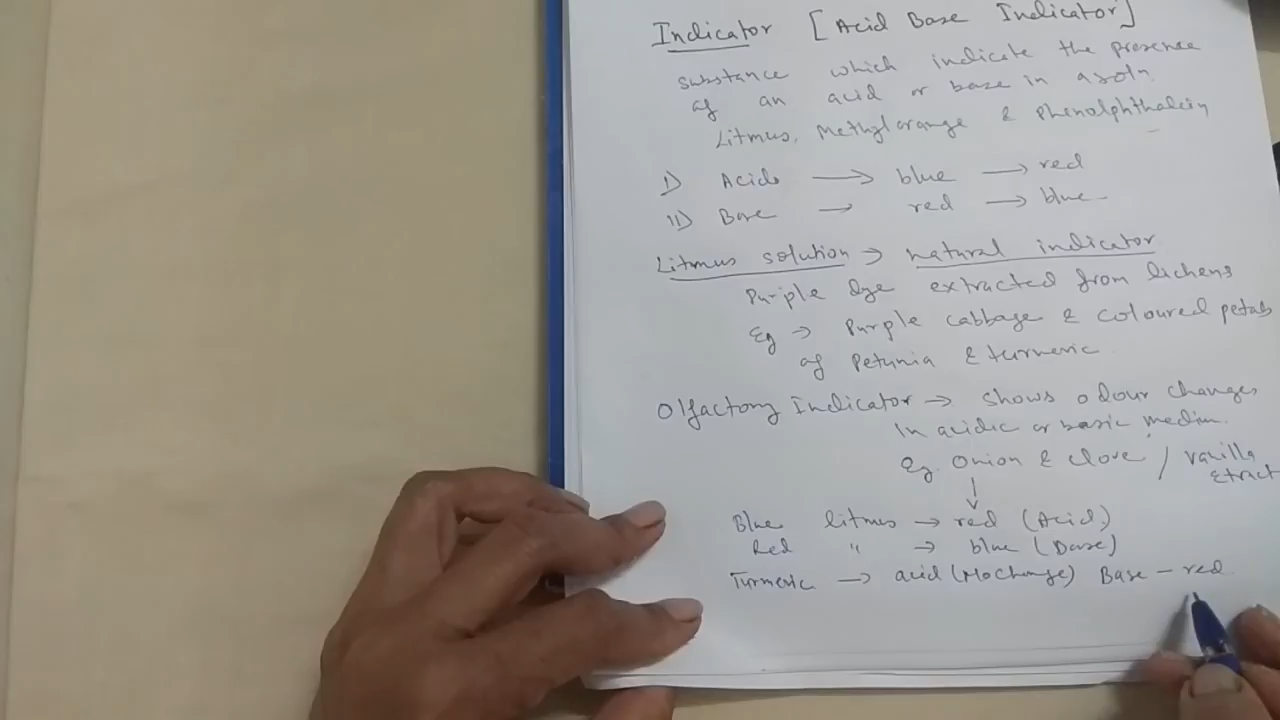 Indicator [Acid Base Indicator]
substance which indicate the presence
of an acid or base in a soln.
Litmus, Methyl orange & Phenolphthalein
I) Acids → blue → red
II) Base → red → blue
Litmus solution → natural indicator
Purple dye extracted from lichens
Eg → Purple cabbage & coloured petals
of Petunia & turmeric
Olfactory Indicator → shows odour changes
in acidic or basic medium.
Eg. Onion & clove / vanilla
Extract
↓
Blue litmus → red (Acid)
Red " → blue (Base)
Turmeric → acid (No Change) Base - red